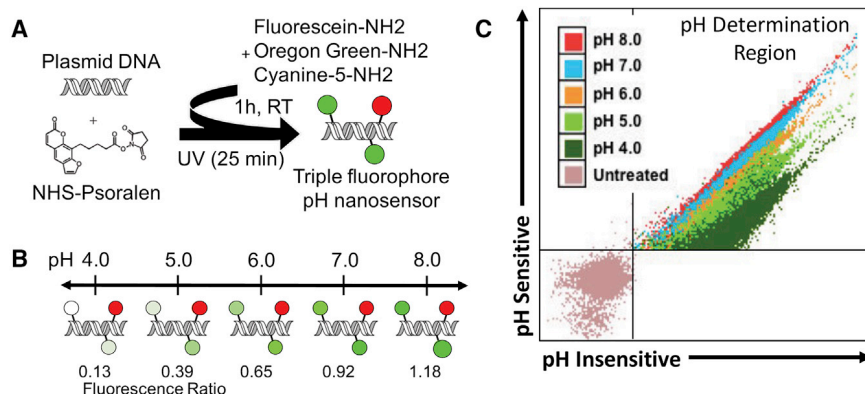 A
Plasmid DNA
+
NHS-Psoralen
Fluorescein-NH2
+Oregon Green-NH2
Cyanine-5-NH2
1h, RT
UV (25 min)
Triple fluorophore
pH nanosensor
B
pH 4.0 5.0 6.0 7.0 8.0
0.13 0.39 0.65 0.92 1.18
Fluorescence Ratio
C
pH Determination
Region
pH 8.0
pH 7.0
pH 6.0
pH 5.0
pH 4.0
Untreated
pH Sensitive
pH Insensitive